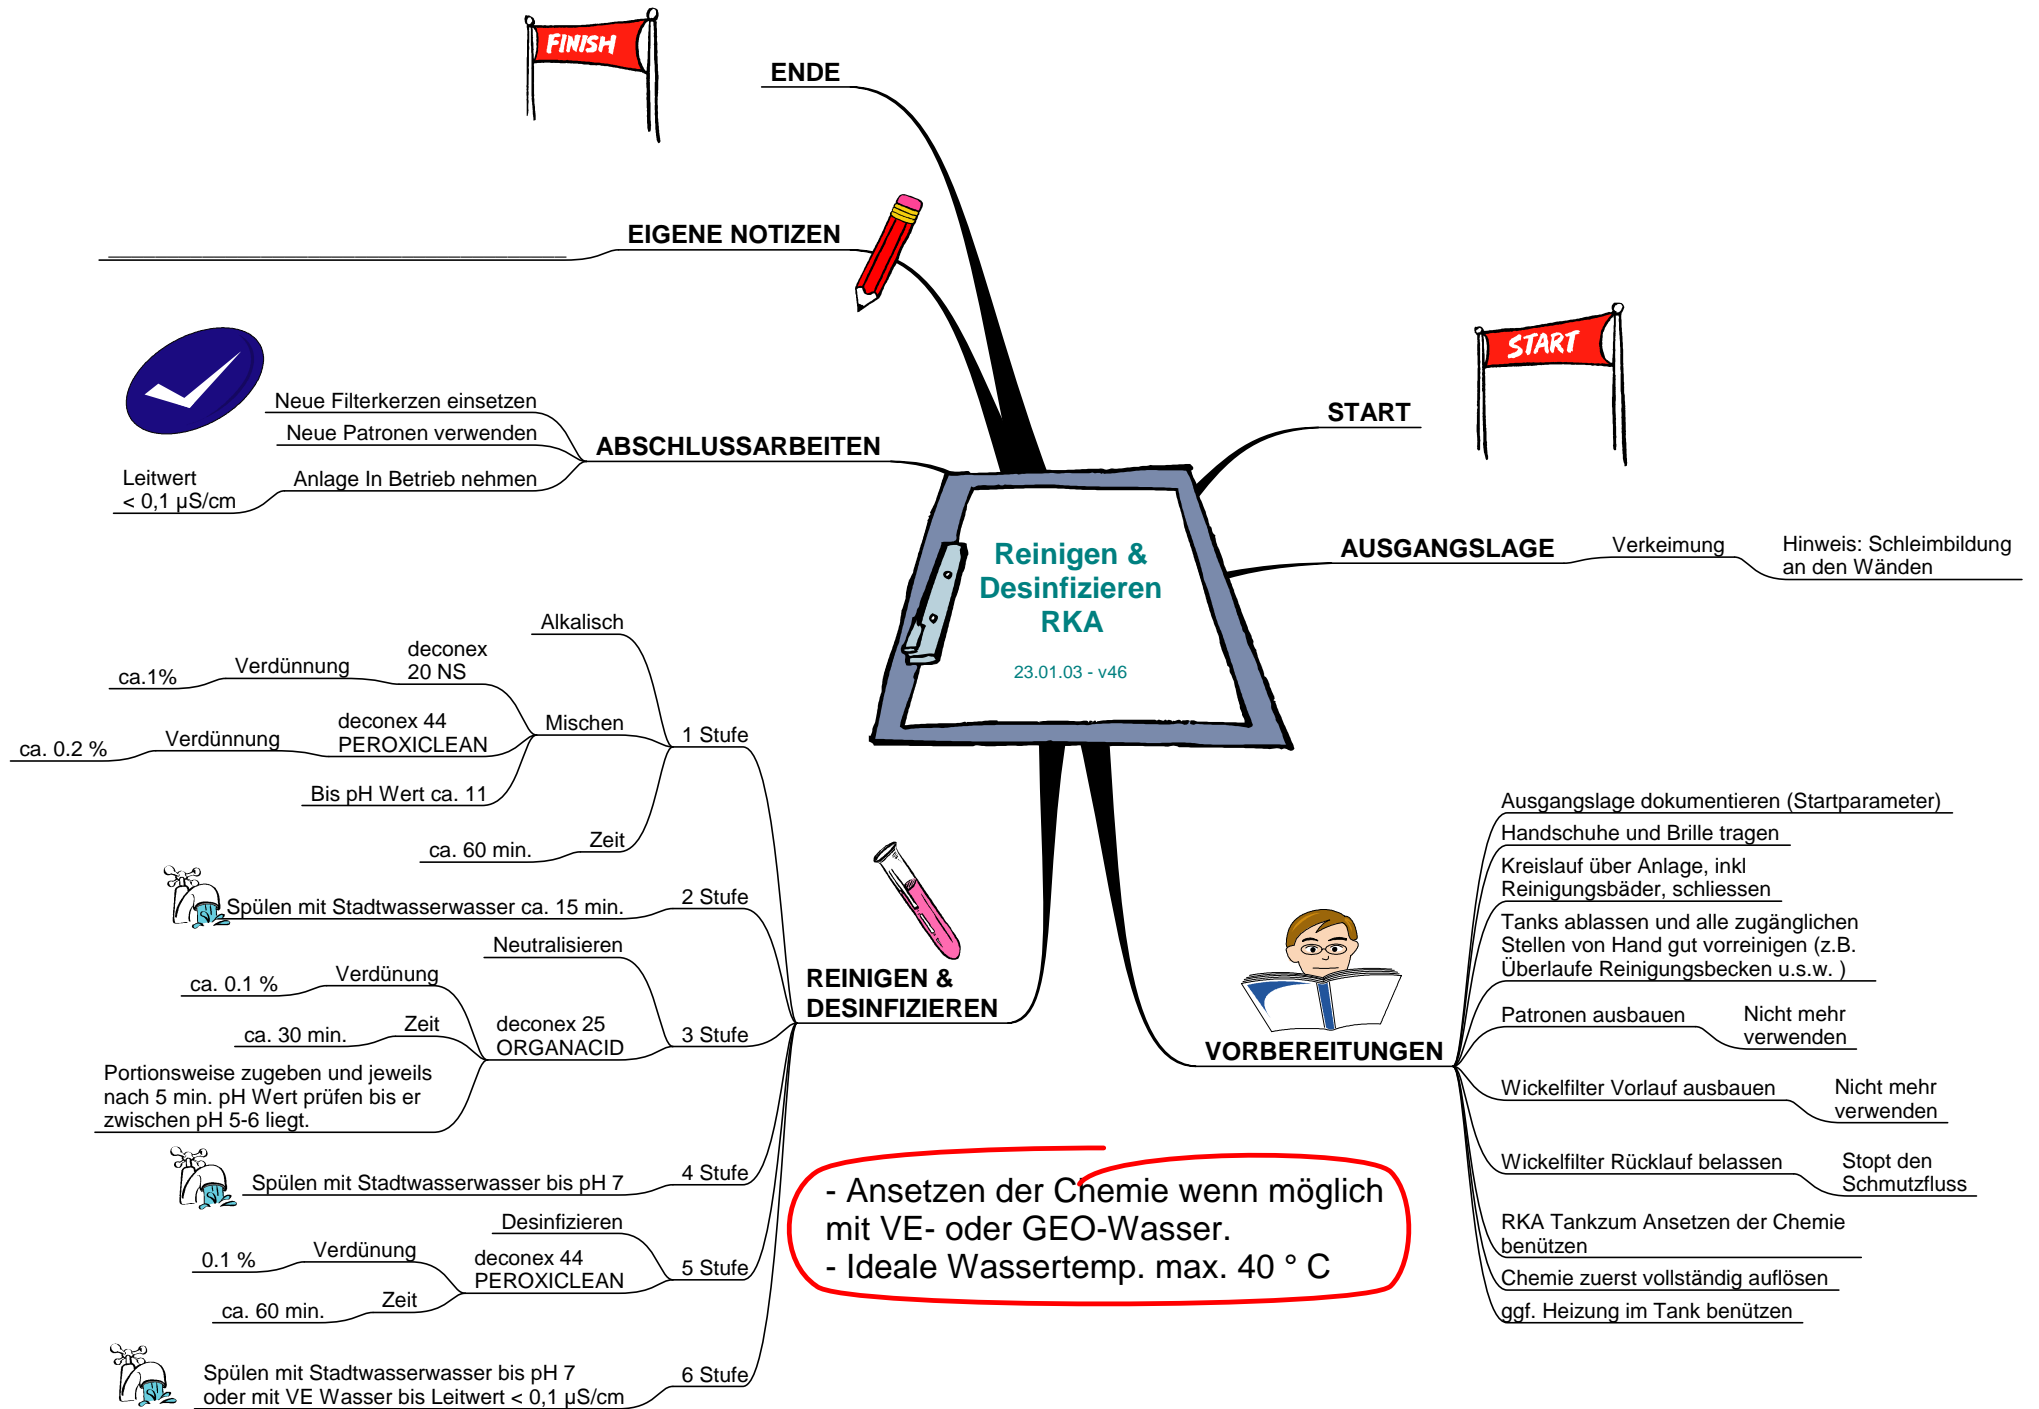 Reinigen &
Desinfizieren
RKA
23.01.03 - v46
START
START
AUSGANGSLAGE
Verkeimung
Hinweis: Schleimbildung
an den Wänden
VORBEREITUNGEN
Ausgangslage dokumentieren (Startparameter)
Handschuhe und Brille tragen
Kreislauf über Anlage, inkl
Reinigungsbäder, schliessen
Tanks ablassen und alle zugänglichen
Stellen von Hand gut vorreinigen (z.B.
Überlaufe Reinigungsbecken u.s.w. )
Patronen ausbauen
Nicht mehr
verwenden
Wickelfilter Vorlauf ausbauen
Nicht mehr
verwenden
Wickelfilter Rücklauf belassen
Stopt den
Schmutzfluss
RKA Tankzum Ansetzen der Chemie
benützen
Chemie zuerst vollständig auflösen
ggf. Heizung im Tank benützen
- Ansetzen der Chemie wenn möglich
mit VE- oder GEO-Wasser.
- Ideale Wassertemp. max. 40 ° C
REINIGEN &
DESINFIZIEREN
1 Stufe
Alkalisch
Mischen
deconex
20 NS
Verdünnung
ca.1%
deconex 44
PEROXICLEAN
Verdünnung
ca. 0.2 %
Bis pH Wert ca. 11
Zeit
ca. 60 min.
2 Stufe
Spülen mit Stadtwasserwasser ca. 15 min.
3 Stufe
Neutralisieren
deconex 25
ORGANACID
Verdünung
ca. 0.1 %
Zeit
ca. 30 min.
Portionsweise zugeben und jeweils
nach 5 min. pH Wert prüfen bis er
zwischen pH 5-6 liegt.
4 Stufe
Spülen mit Stadtwasserwasser bis pH 7
5 Stufe
Desinfizieren
deconex 44
PEROXICLEAN
Verdünung
0.1 %
Zeit
ca. 60 min.
6 Stufe
Spülen mit Stadtwasserwasser bis pH 7
oder mit VE Wasser bis Leitwert < 0,1 µS/cm
ABSCHLUSSARBEITEN
Neue Filterkerzen einsetzen
Neue Patronen verwenden
Anlage In Betrieb nehmen
Leitwert
< 0,1 µS/cm
EIGENE NOTIZEN
ENDE
FINISH